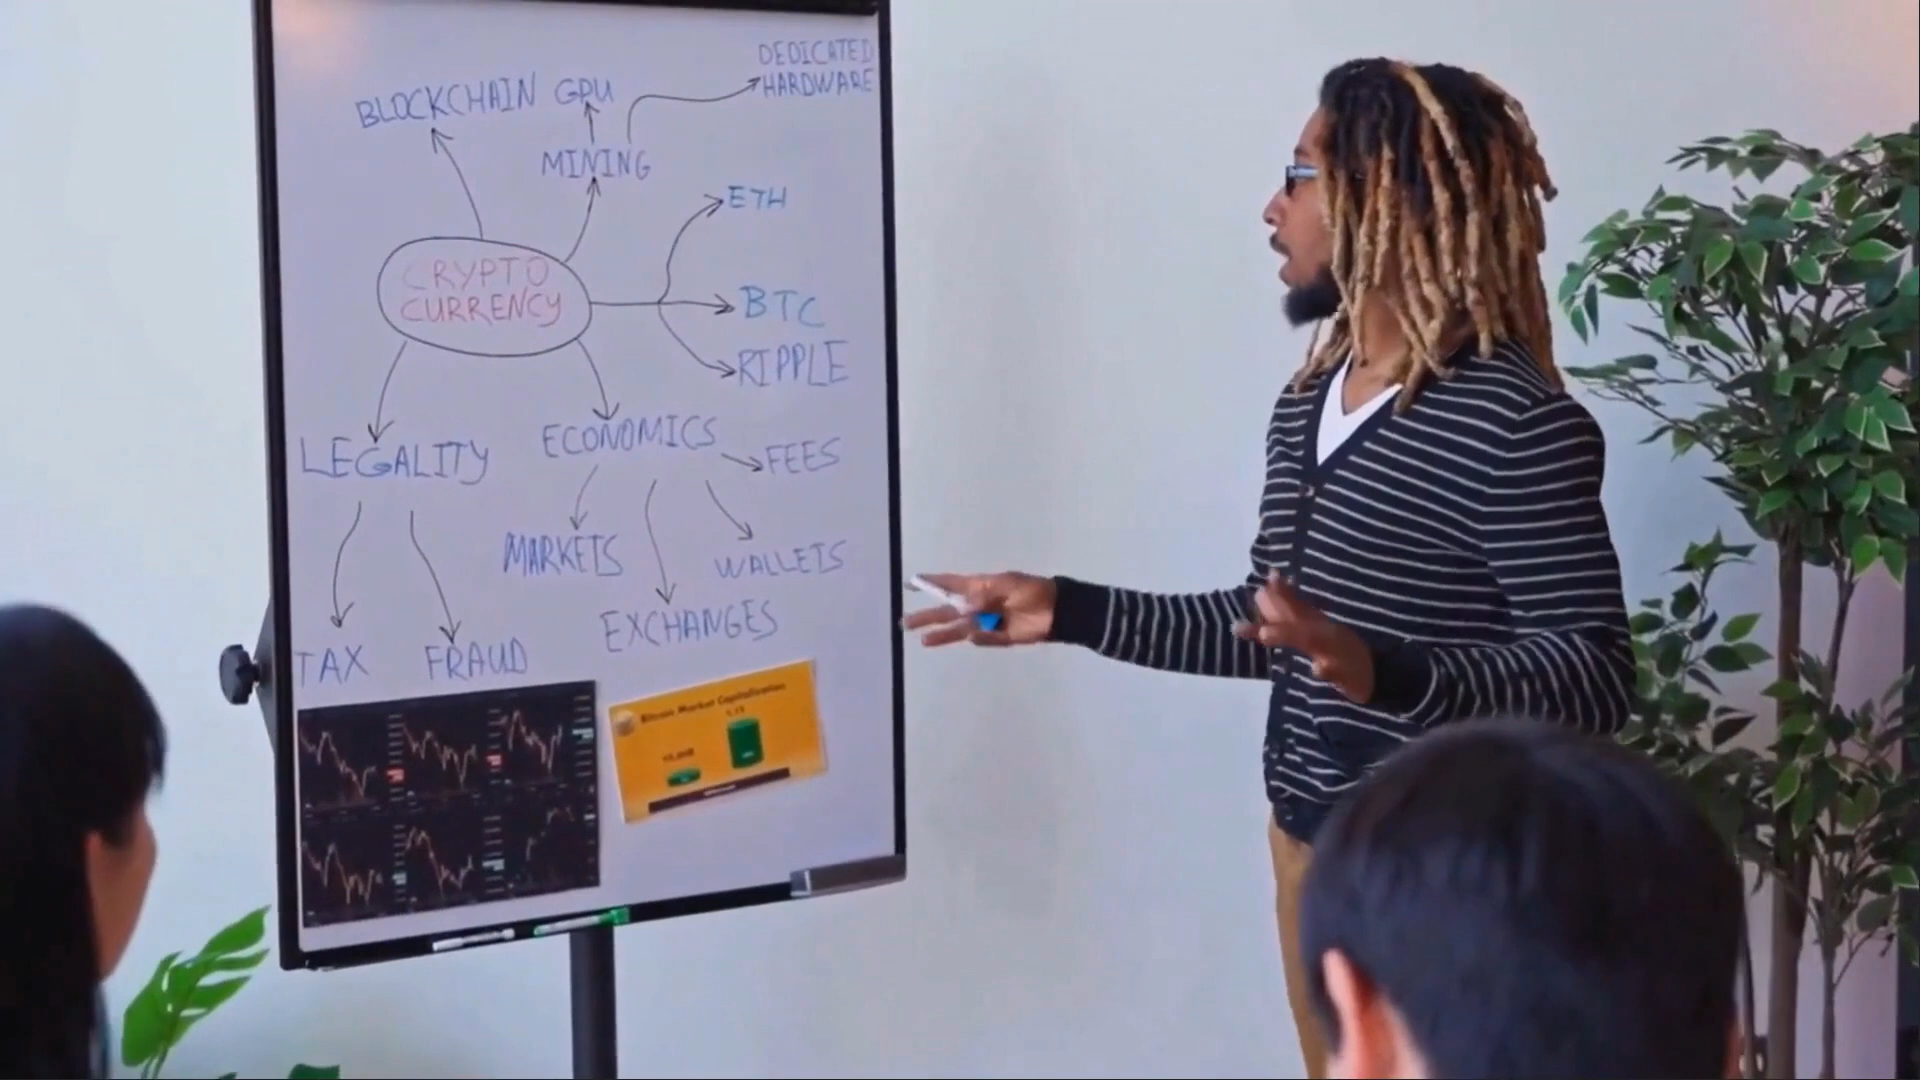 DEDICATED
HARDWARE
BLOCKCHAIN
GPU
MINING
ETH
CRYPTO
CURRENCY
BTC
RIPPLE
LEGALITY
ECONOMICS
FEES
MARKETS
WALLETS
EXCHANGES
TAX
FRAUD
Bitcoin Market Capitalization